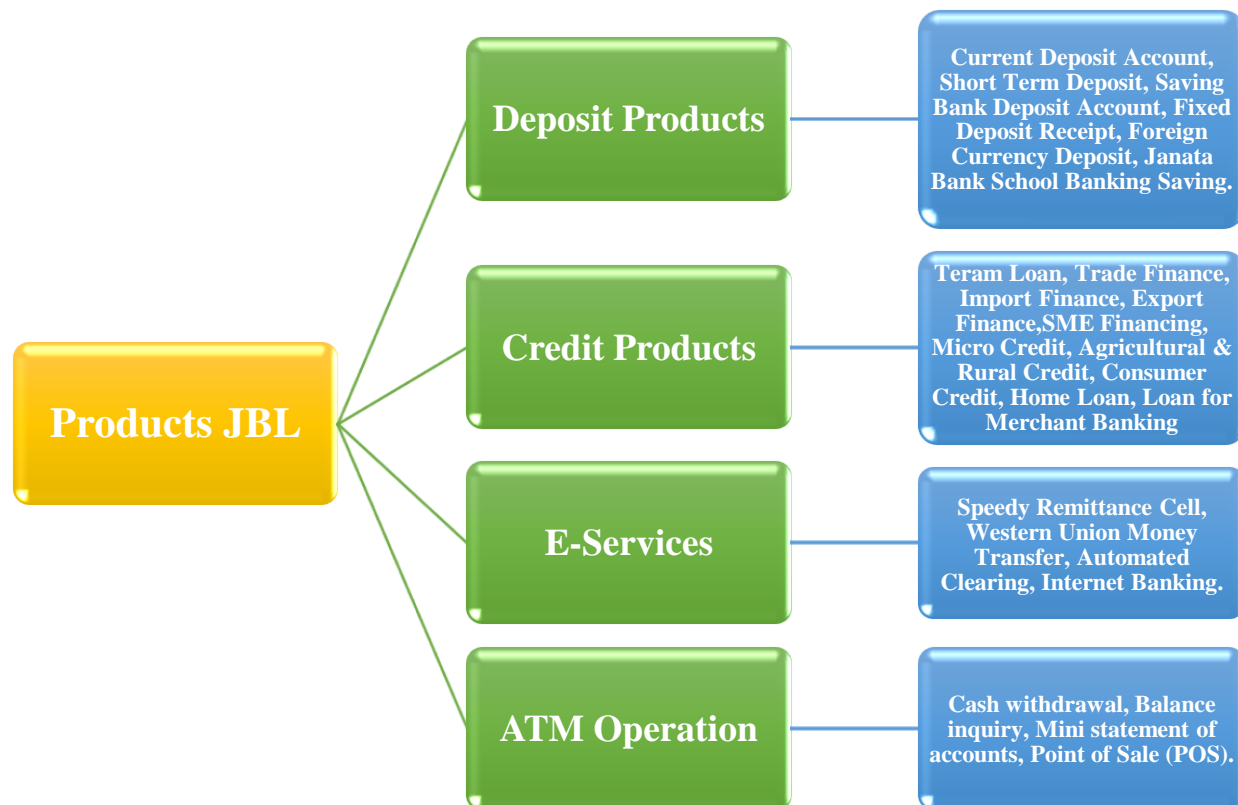 Products JBL
Deposit Products
Current Deposit Account,
Short Term Deposit, Saving
Bank Deposit Account, Fixed
Deposit Receipt, Foreign
Currency Deposit, Janata
Bank School Banking Saving.
Credit Products
Teram Loan, Trade Finance,
Import Finance, Export
Finance,SME Financing,
Micro Credit, Agricultural &
Rural Credit, Consumer
Credit, Home Loan, Loan for
Merchant Banking
E-Services
Speedy Remittance Cell,
Western Union Money
Transfer, Automated
Clearing, Internet Banking.
ATM Operation
Cash withdrawal, Balance
inquiry, Mini statement of
accounts, Point of Sale (POS).